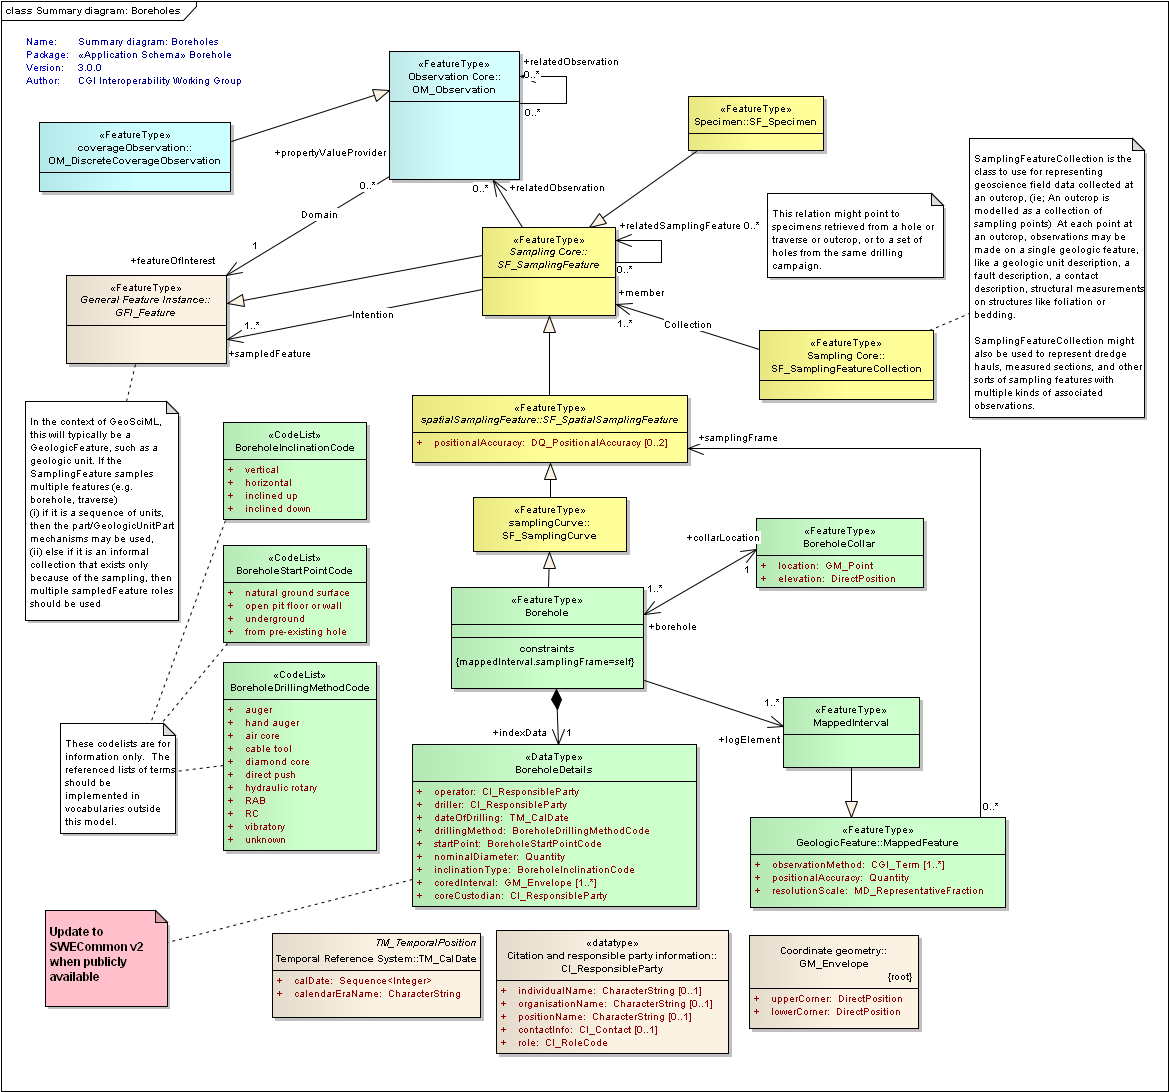 class Summary diagram: Boreholes
Name: Summary diagram: Boreholes
Package: «Application Schema» Borehole
Version: 3.0.0
Author: CGI Interoperability Working Group
«FeatureType»
Observation Core::
OM_Observation
+relatedObservation
0..*
0..*
«FeatureType»
coverageObservation::
OM_DiscreteCoverageObservation
+propertyValueProvider
0..*
Domain
1
+featureOfInterest
0..*
+relatedObservation
«FeatureType»
Specimen::SF_Specimen
«FeatureType»
Sampling Core::
SF_SamplingFeature
+relatedSamplingFeature 0..*
0..*
+member
1..*
Collection
This relation might point to
specimens retrieved from a hole or
traverse or outcrop, or to a set of
holes from the same drilling
campaign.
SamplingFeatureCollection is the
class to use for representing
geoscience field data collected at
an outcrop, (ie; An outcrop is
modelled as a collection of
sampling points)  At each point at
an outcrop, observations may be
made on a single geologic feature,
like a geologic unit description, a
fault description, a contact
description, structural measurements
on structures like foliation or
bedding.
SamplingFeatureCollection might
also be used to represent dredge
hauls, measured sections, and other
sorts of sampling features with
multiple kinds of associated
observations.
«FeatureType»
General Feature Instance::
GFI_Feature
Intention
1..*
+sampledFeature
«FeatureType»
Sampling Core::
SF_SamplingFeatureCollection
In the context of GeoSciML,
this will typically be a
GeologicFeature, such as a
geologic unit. If the
SamplingFeature samples
multiple features (e.g.
borehole, traverse)
(i) if it is a sequence of units,
then the part/GeologicUnitPart
mechanisms may be used,
(ii) else if it is an informal
collection that exists only
because of the sampling, then
multiple sampledFeature roles
should be used
«FeatureType»
spatialSamplingFeature::SF_SpatialSamplingFeature
+ positionalAccuracy: DQ_PositionalAccuracy [0..2]
+samplingFrame
«CodeList»
BoreholeInclinationCode
+ vertical
+ horizontal
+ inclined up
+ inclined down
«FeatureType»
samplingCurve::
SF_SamplingCurve
+collarLocation
1
«FeatureType»
BoreholeCollar
+ location: GM_Point
+ elevation: DirectPosition
«CodeList»
BoreholeStartPointCode
+ natural ground surface
+ open pit floor or wall
+ underground
+ from pre-existing hole
«FeatureType»
Borehole
constraints
{mappedInterval.samplingFrame=self}
1..*
+borehole
«CodeList»
BoreholeDrillingMethodCode
+ auger
+ hand auger
+ air core
+ cable tool
+ diamond core
+ direct push
+ hydraulic rotary
+ RAB
+ RC
+ vibratory
+ unknown
These codelists are for
information only.  The
referenced lists of terms
should be
implemented in
vocabularies outside
this model.
+indexData
1
1..*
+logElement
«FeatureType»
MappedInterval
0..*
«DataType»
BoreholeDetails
+ operator: CI_ResponsibleParty
+ driller: CI_ResponsibleParty
+ dateOfDrilling: TM_CalDate
+ drillingMethod: BoreholeDrillingMethodCode
+ startPoint: BoreholeStartPointCode
+ nominalDiameter: Quantity
+ inclinationType: BoreholeInclinationCode
+ coredInterval: GM_Envelope [1..*]
+ coreCustodian: CI_ResponsibleParty
«FeatureType»
GeologicFeature::MappedFeature
+ observationMethod: CGI_Term [1..*]
+ positionalAccuracy: Quantity
+ resolutionScale: MD_RepresentativeFraction
Update to
SWECommon v2
when publicly
available
TM_TemporalPosition
Temporal Reference System::TM_CalDate
+ calDate: Sequence<Integer>
+ calendarEraName: CharacterString
«datatype»
Citation and responsible party information::
CI_ResponsibleParty
+ individualName: CharacterString [0..1]
+ organisationName: CharacterString [0..1]
+ positionName: CharacterString [0..1]
+ contactInfo: CI_Contact [0..1]
+ role: CI_RoleCode
Coordinate geometry::
GM_Envelope
{root}
+ upperCorner: DirectPosition
+ lowerCorner: DirectPosition